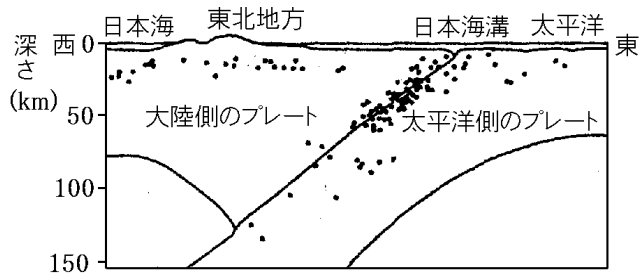 日本海 東北地方 日本海溝 太平洋
深さ 西 0 東
(km)
50
大陸側のプレート 太平洋側のプレート
100
150